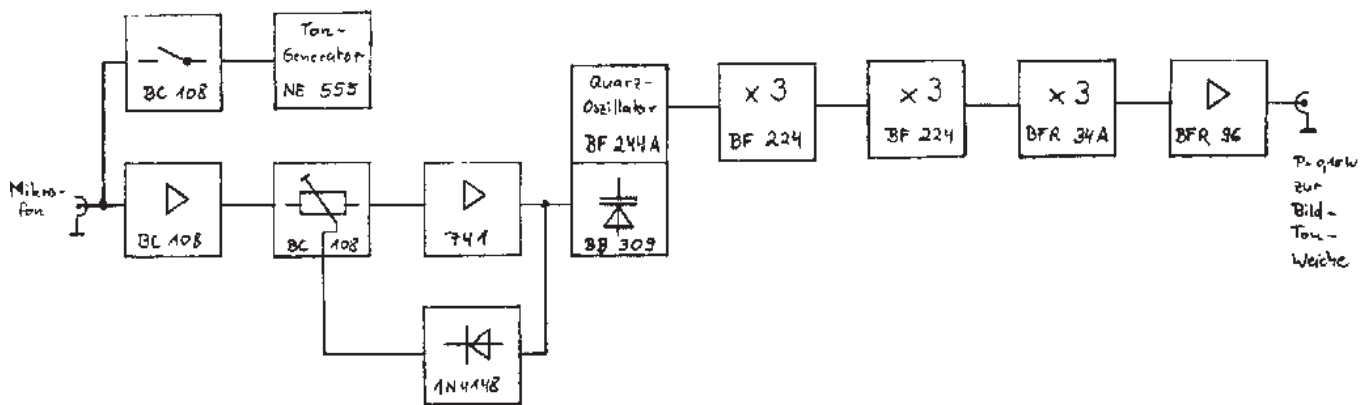 Ton-
Generator
NE 555
BC 108
Quarz-
Oszillator
BF 244A
x 3
BF 224
x 3
BF 224
x 3
BFR 34A
BFR 96
Mikro-
fon
BC 108
BC 108
741
BB 309
zur
Bild-
Ton-
Weiche
1N4148